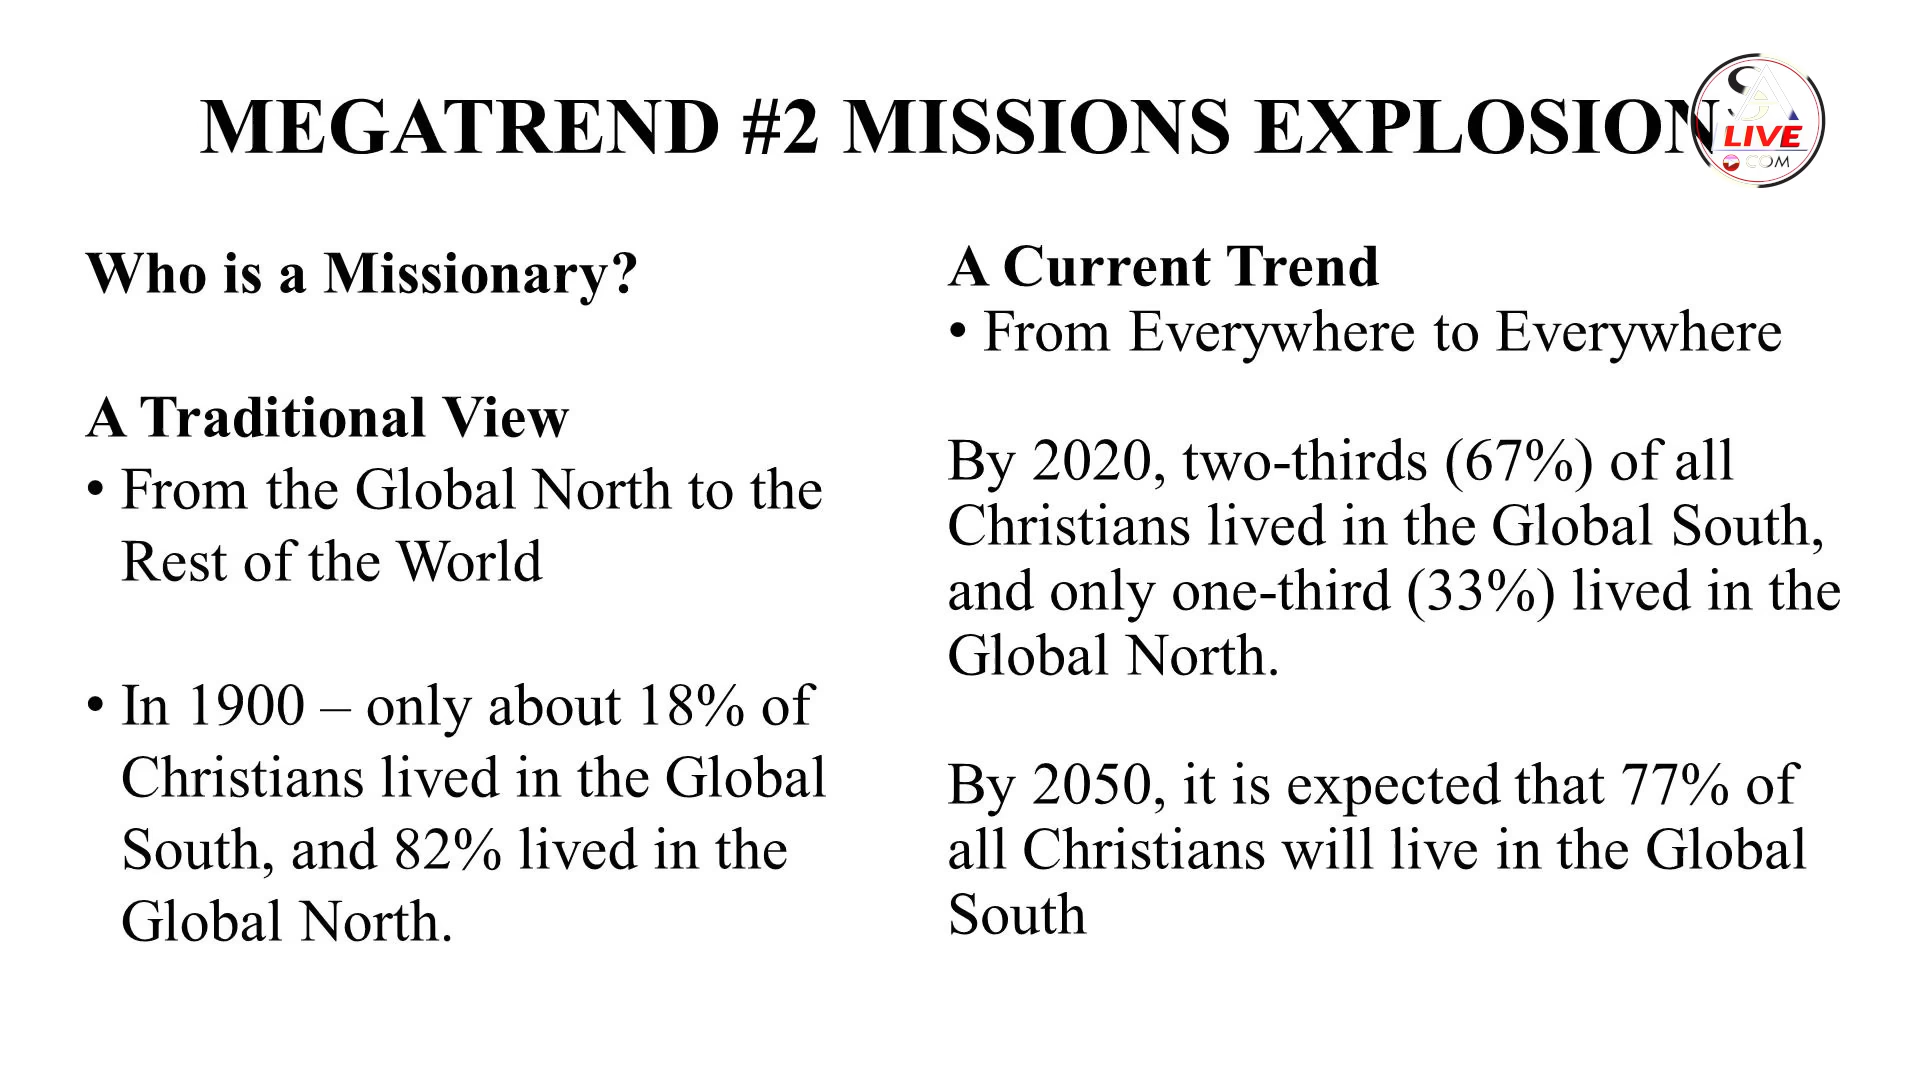 MEGATREND #2 MISSIONS EXPLOSION
LIVE
COM
Who is a Missionary?
A Traditional View
• From the Global North to the
Rest of the World
• In 1900 – only about 18% of
Christians lived in the Global
South, and 82% lived in the
Global North.
A Current Trend
• From Everywhere to Everywhere
By 2020, two-thirds (67%) of all
Christians lived in the Global South,
and only one-third (33%) lived in the
Global North.
By 2050, it is expected that 77% of
all Christians will live in the Global
South